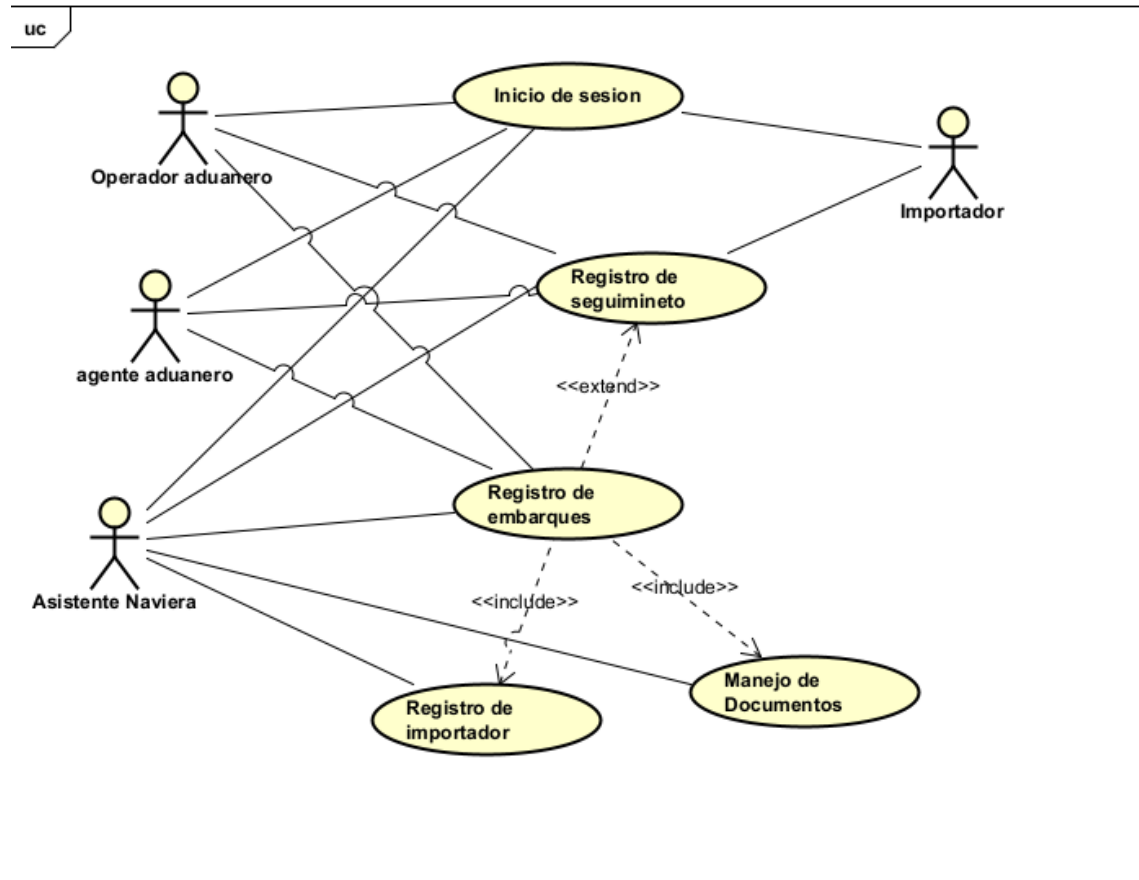 uc
Inicio de sesion
Operador aduanero
Importador
Registro de
seguimineto
agente aduanero
<<extend>>
Registro de
embarques
Asistente Naviera
<<include>>
<<include>>
Manejo de
Documentos
Registro de
importador